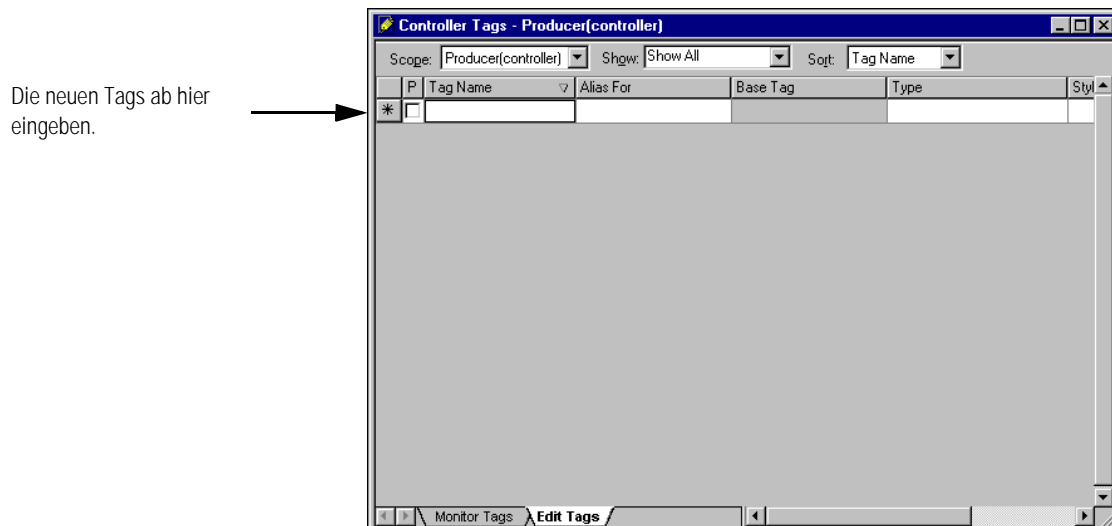 Controller Tags - Producer(controller)
Scope: Producer(controller) Show: Show All Sort: Tag Name
P Tag Name Alias For Base Tag Type Styl
Die neuen Tags ab hier
eingeben.
Monitor Tags Edit Tags